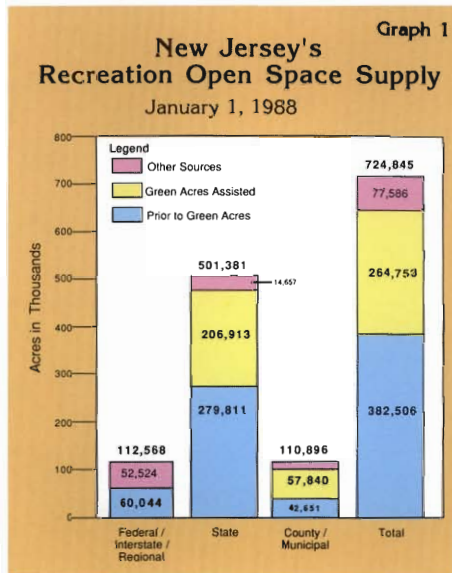 Graph 1
New Jersey's
Recreation Open Space Supply
January 1, 1988
800
700
600
500
400
300
200
100
0
Acres in Thousands
Legend
Other Sources
Green Acres Assisted
Prior to Green Acres
112,568
52,524
60,044
501,381
14,657
206,913
279,811
110,896
57,840
42,651
724,845
77,586
264,753
382,506
Federal /
Interstate /
Regional
State
County /
Municipal
Total